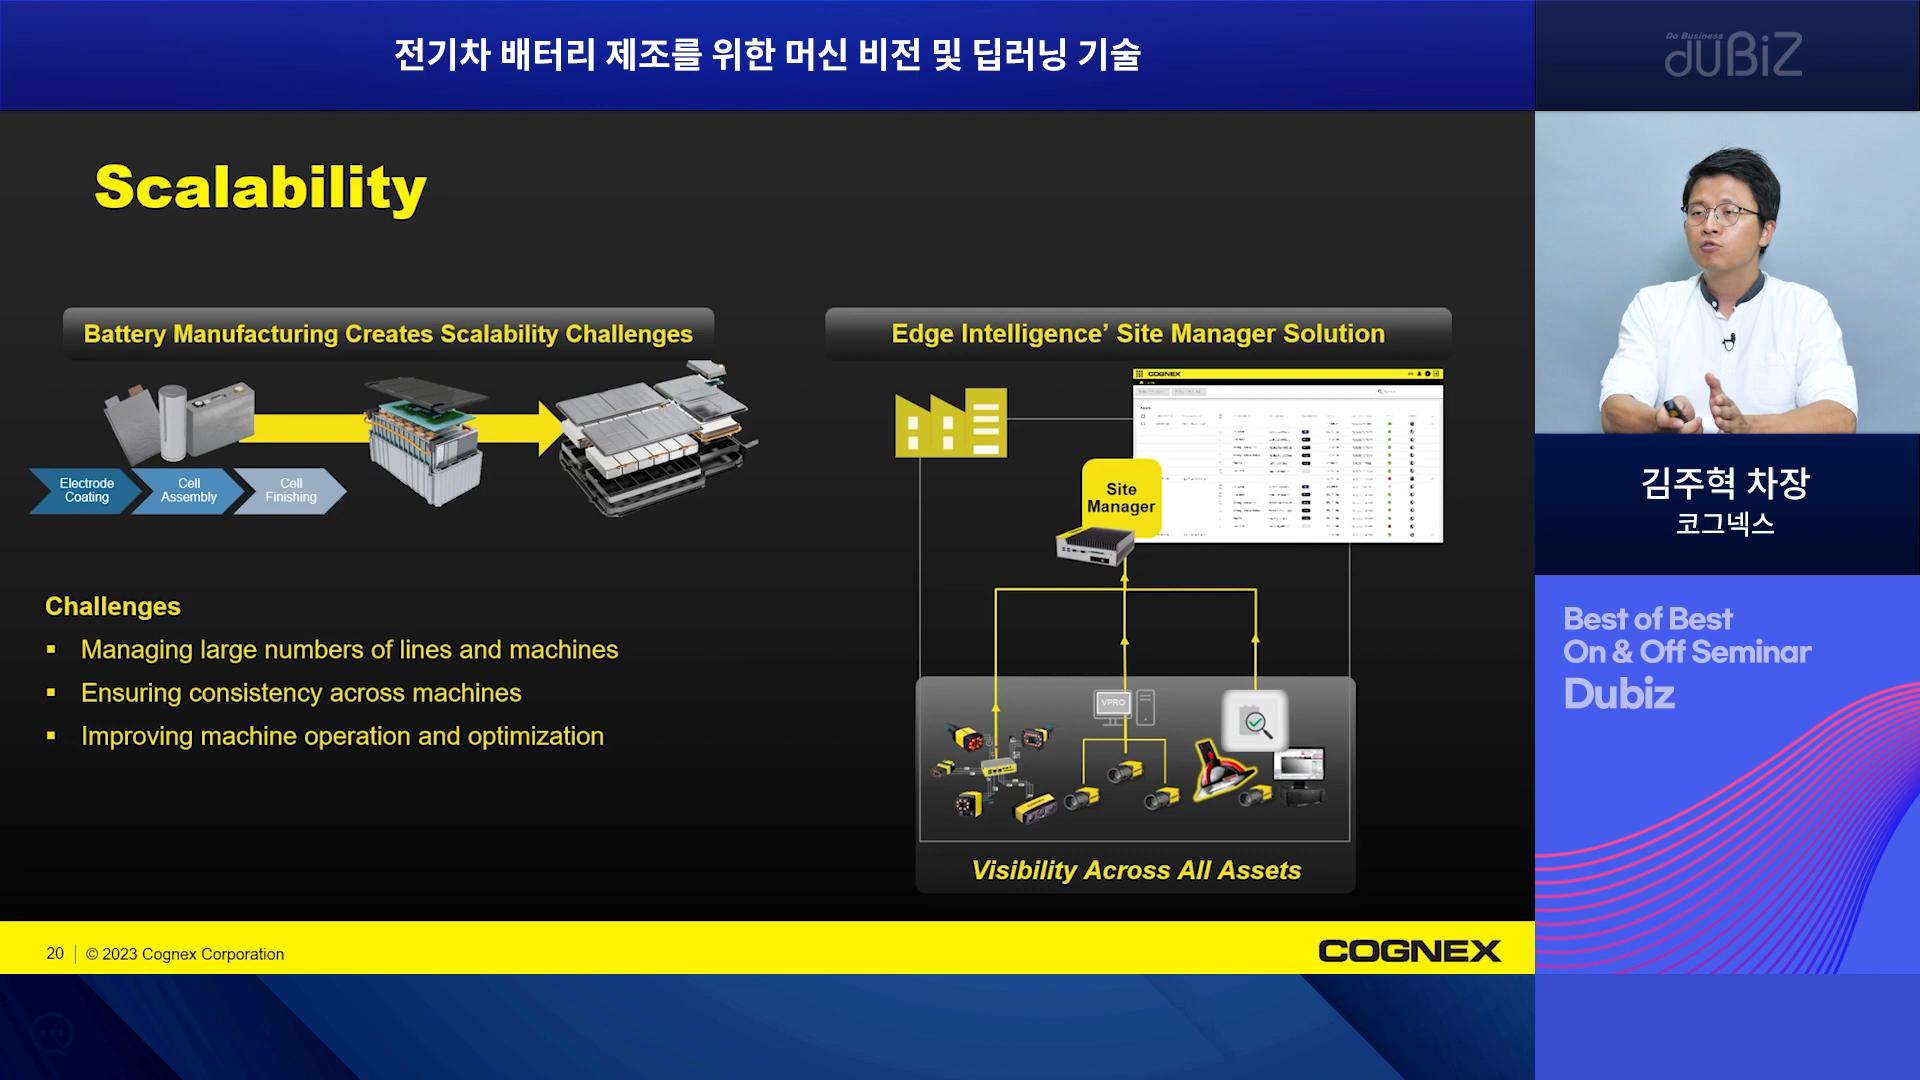 전기차 배터리 제조를 위한 머신 비전 및 딥러닝 기술
Do Business
duBiZ
Scalability
Battery Manufacturing Creates Scalability Challenges
Electrode
Coating
Cell
Assembly
Cell
Finishing
Challenges
▪ Managing large numbers of lines and machines
▪ Ensuring consistency across machines
▪ Improving machine operation and optimization
Edge Intelligence’ Site Manager Solution
COGNEX
Site
Manager
VPRO
Visibility Across All Assets
20 | © 2023 Cognex Corporation
COGNEX
김주혁 차장
코그넥스
Best of Best
On & Off Seminar
Dubiz